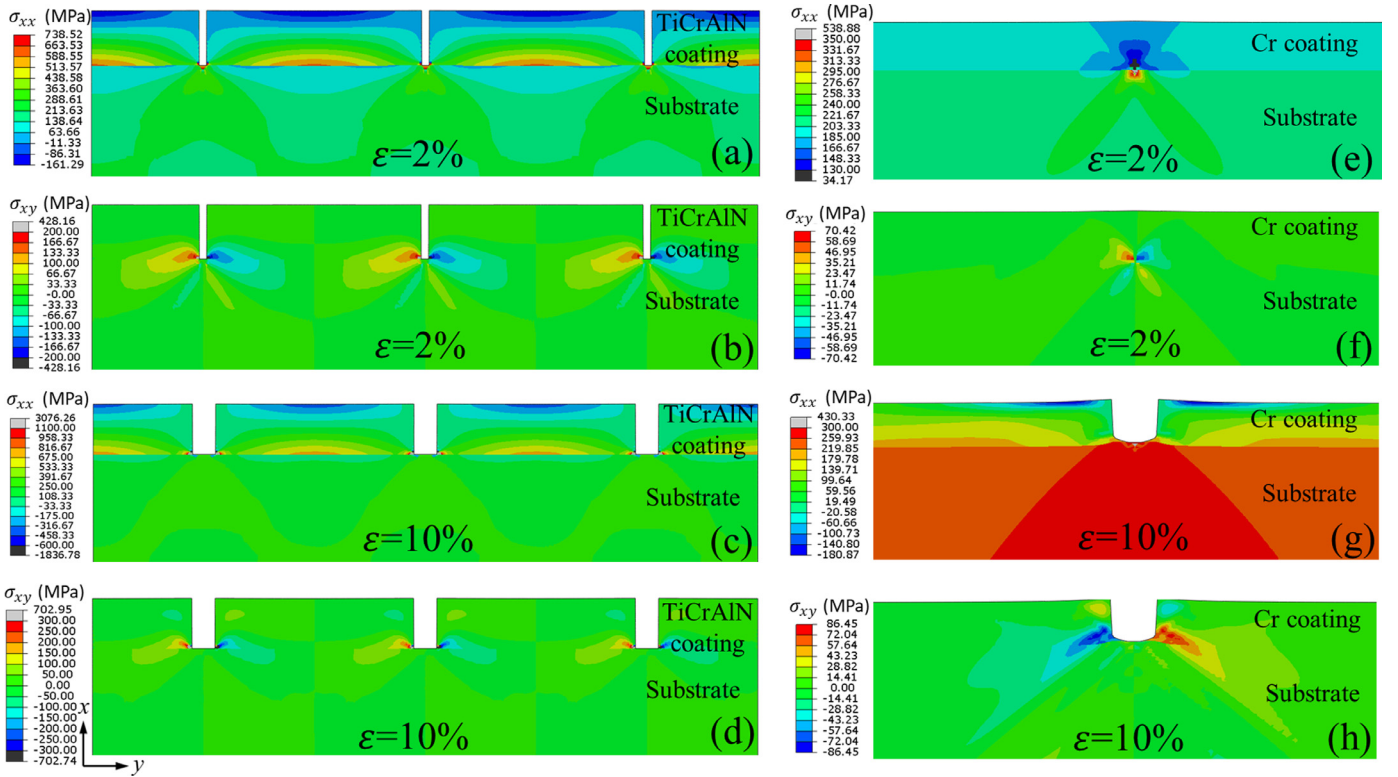 σxx (MPa)
738.52
663.53
588.55
513.57
438.58
363.60
288.61
213.63
138.64
63.66
-11.33
-86.31
-161.29
TiCrAlN
coating
Substrate
ε=2%
(a)
σxy (MPa)
428.16
200.00
166.67
133.33
100.00
66.67
33.33
-0.00
-33.33
-66.67
-100.00
-133.33
-166.67
-200.00
-428.16
TiCrAlN
coating
Substrate
ε=2%
(b)
σxx (MPa)
3076.26
1100.00
958.33
816.67
675.00
533.33
391.67
250.00
108.33
-33.33
-175.00
-316.67
-458.33
-600.00
-1836.78
TiCrAlN
coating
Substrate
ε=10%
(c)
σxy (MPa)
702.95
300.00
250.00
200.00
150.00
100.00
50.00
0.00
-50.00
-100.00
-150.00
-200.00
-250.00
-300.00
-702.74
TiCrAlN
coating
Substrate
ε=10%
(d)
x
y
σxx (MPa)
538.88
350.00
331.67
313.33
295.00
276.67
258.33
240.00
221.67
203.33
185.00
166.67
148.33
130.00
34.17
Cr coating
Substrate
ε=2%
(e)
σxy (MPa)
70.42
58.69
46.95
35.21
23.47
11.74
-0.00
-11.74
-23.47
-35.21
-46.95
-58.69
-70.42
Cr coating
Substrate
ε=2%
(f)
σxx (MPa)
430.33
300.00
259.93
219.85
179.78
139.71
99.64
59.56
19.49
-20.58
-60.66
-100.73
-140.80
-180.87
Cr coating
Substrate
ε=10%
(g)
σxy (MPa)
86.45
72.04
57.64
43.23
28.82
14.41
0.00
-14.41
-28.82
-43.23
-57.64
-72.04
-86.45
Cr coating
Substrate
ε=10%
(h)